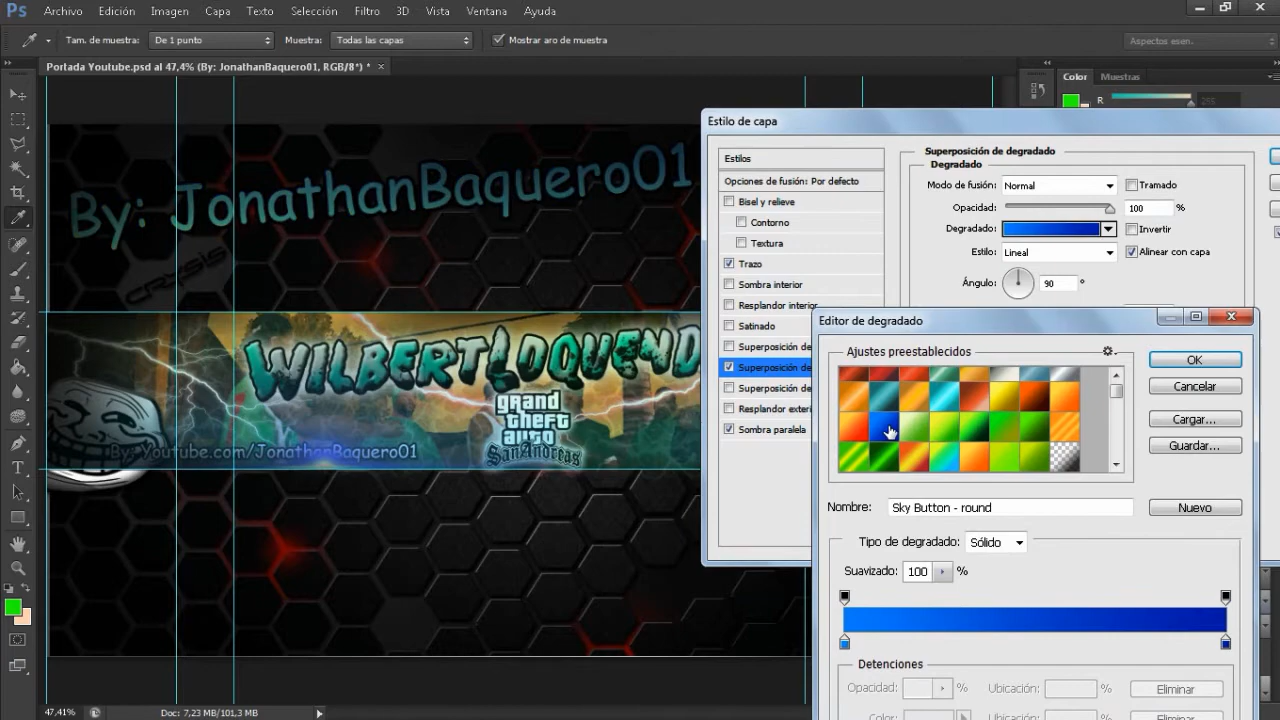 Ps Archivo Edición Imagen Capa Texto Selección Filtro 3D Vista Ventana Ayuda
Tam. de muestra: De 1 punto Muestra: Todas las capas Mostrar aro de muestra Aspectos esen.
Portada Youtube.psd al 47,4% (By: JonathanBaquero01, RGB/8*) * ×
Color Muestras
R 255
Estilo de capa
Estilos
Opciones de fusión: Por defecto
Bisel y relieve
Contorno
Textura
Trazo
Sombra interior
Resplandor interior
Satinado
Superposición de
Superposición de
Superposición de
Resplandor exteri
Sombra paralela
Superposición de degradado
Degradado
Modo de fusión: Normal Tramado
Opacidad: 100 %
Degradado: Invertir
Estilo: Lineal Alinear con capa
Ángulo: 90 °
By: JonathanBaquero01
CRYSIS
WILBERTLOQUEND
grand
theft
auto
SanAndreas
By: Youtube.com/JonathanBaquero01
Editor de degradado
Ajustes preestablecidos
OK
Cancelar
Cargar...
Guardar...
Nombre: Sky Button - round Nuevo
Tipo de degradado: Sólido
Suavizado: 100 %
Detenciones
Opacidad: % Ubicación: % Eliminar
Color: Ubicación: % Eliminar
47,41% Doc: 7,23 MB/101,3 MB